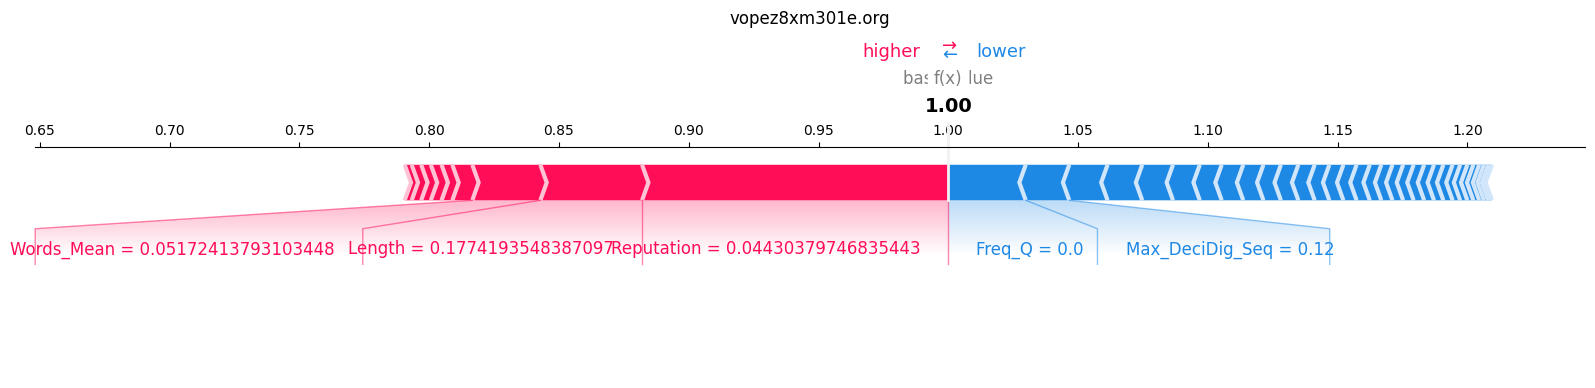 vopez8xm301e.org
higher ⇄ lower
f(x)
1.00
0.65 0.70 0.75 0.80 0.85 0.90 0.95 1.00 1.05 1.10 1.15 1.20
Words_Mean = 0.05172413793103448 Length = 0.1774193548387097 Reputation = 0.04430379746835443 Freq_Q = 0.0 Max_DeciDig_Seq = 0.12